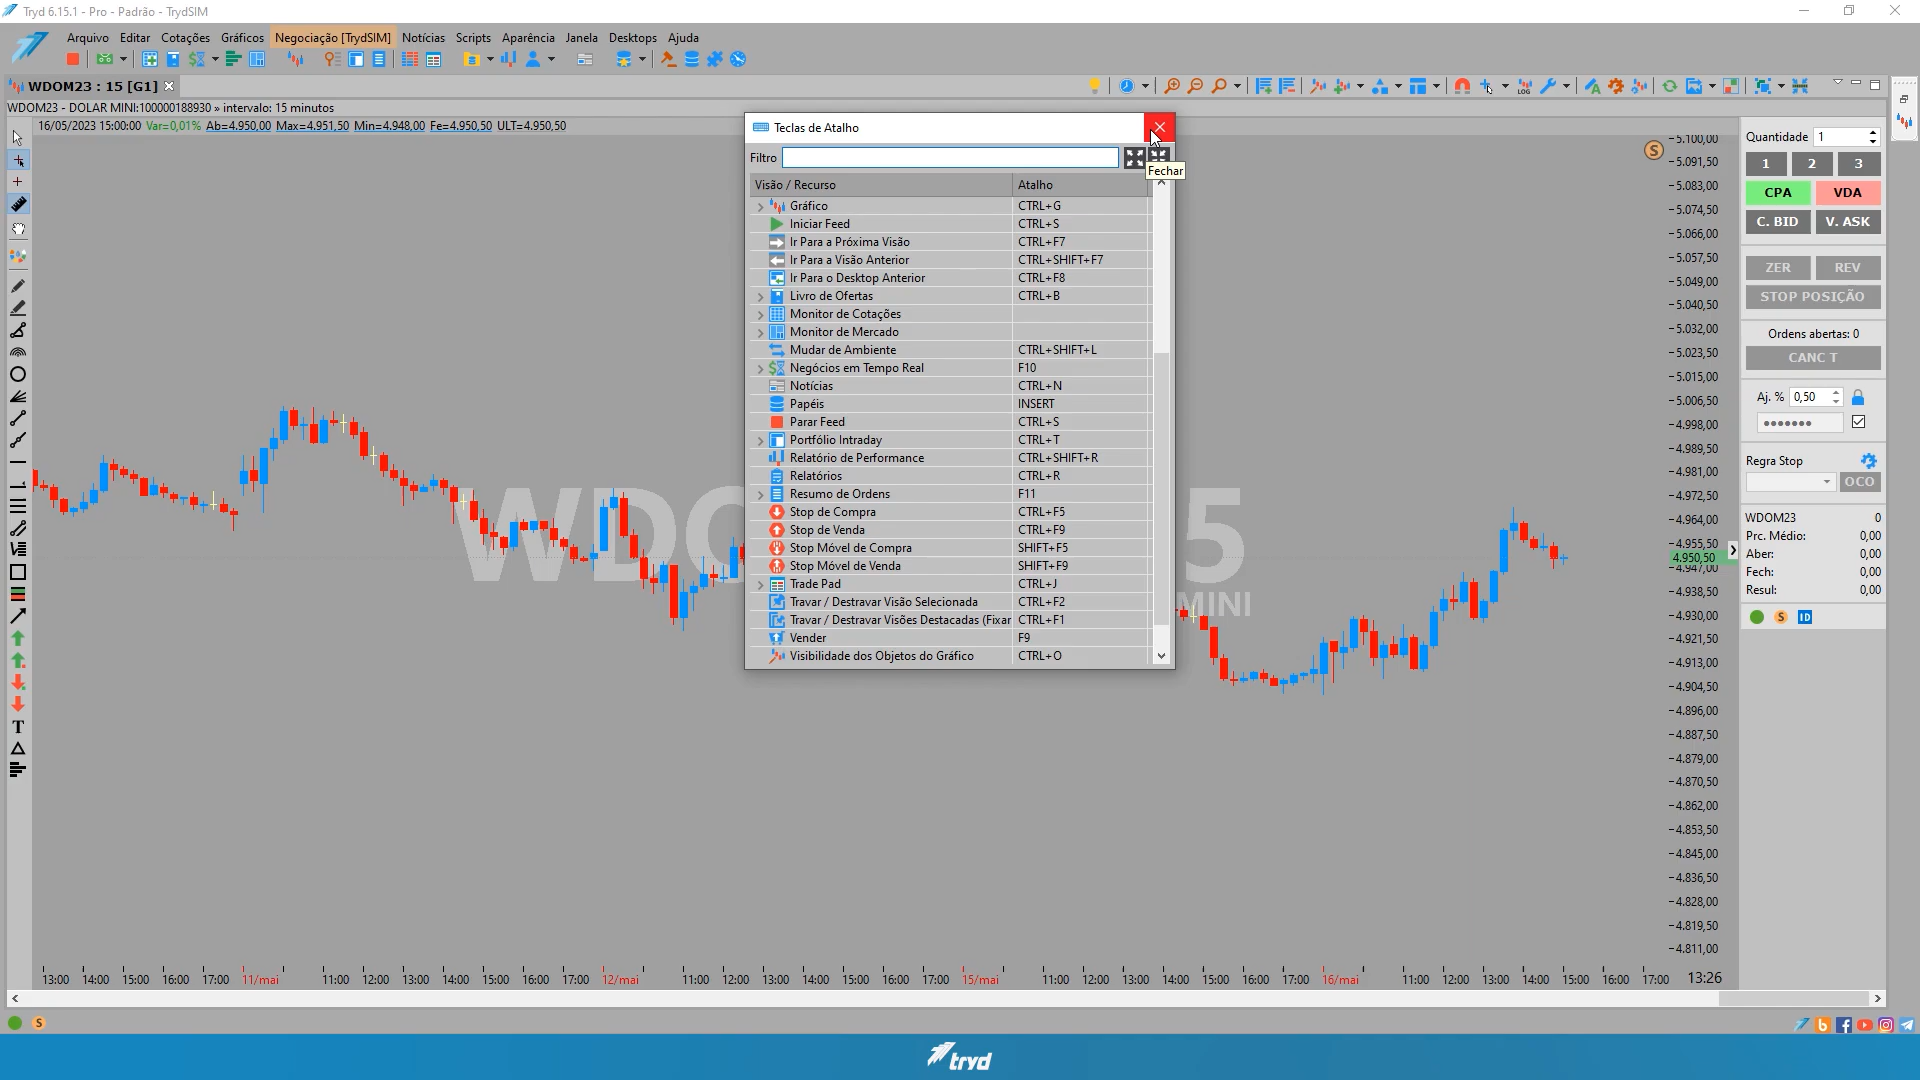 Tryd 6.15.1 - Pro - Padrão - TrydSIM
Arquivo Editar Cotações Gráficos Negociação [TrydSIM] Notícias Scripts Aparência Janela Desktops Ajuda
WDOM23 : 15 [G1]
LOG
WDOM23 - DOLAR MINI:100000188930 » intervalo: 15 minutos
16/05/2023 15:00:00 Var=0,01% Ab=4.950,00 Max=4.951,50 Min=4.948,00 Fe=4.950,50 ULT=4.950,50
Teclas de Atalho
Filtro
Fechar
Visão / Recurso Atalho
Gráfico CTRL+G
Iniciar Feed CTRL+S
Ir Para a Próxima Visão CTRL+F7
Ir Para a Visão Anterior CTRL+SHIFT+F7
Ir Para o Desktop Anterior CTRL+F8
Livro de Ofertas CTRL+B
Monitor de Cotações
Monitor de Mercado
Mudar de Ambiente CTRL+SHIFT+L
Negócios em Tempo Real F10
Notícias CTRL+N
Papéis INSERT
Parar Feed CTRL+S
Portfólio Intraday CTRL+T
Relatório de Performance CTRL+SHIFT+R
Relatórios CTRL+R
Resumo de Ordens F11
Stop de Compra CTRL+F5
Stop de Venda CTRL+F9
Stop Móvel de Compra SHIFT+F5
Stop Móvel de Venda SHIFT+F9
Trade Pad CTRL+J
Travar / Destravar Visão Selecionada CTRL+F2
Travar / Destravar Visões Destacadas (Fixar CTRL+F1
Vender F9
Visibilidade dos Objetos do Gráfico CTRL+O
WDO
5
MINI
S
5.100,00
5.091,50
5.083,00
5.074,50
5.066,00
5.057,50
5.049,00
5.040,50
5.032,00
5.023,50
5.015,00
5.006,50
4.998,00
4.989,50
4.981,00
4.972,50
4.964,00
4.955,50
4.950,50
4.947,00
4.938,50
4.930,00
4.921,50
4.913,00
4.904,50
4.896,00
4.887,50
4.879,00
4.870,50
4.862,00
4.853,50
4.845,00
4.836,50
4.828,00
4.819,50
4.811,00
Quantidade 1
1 2 3
CPA VDA
C. BID V. ASK
ZER REV
STOP POSIÇÃO
Ordens abertas: 0
CANC T
Aj. % 0,50
Regra Stop
OCO
WDOM23 0
Prc. Médio: 0,00
Aber: 0,00
Fech: 0,00
Resul: 0,00
S ID
T
13:00 14:00 15:00 16:00 17:00 11/mai 11:00 12:00 13:00 14:00 15:00 16:00 17:00 12/mai 11:00 12:00 13:00 14:00 15:00 16:00 17:00 15/mai 11:00 12:00 13:00 14:00 15:00 16:00 17:00 16/mai 11:00 12:00 13:00 14:00 15:00 16:00 17:00 13:26
S
tryd